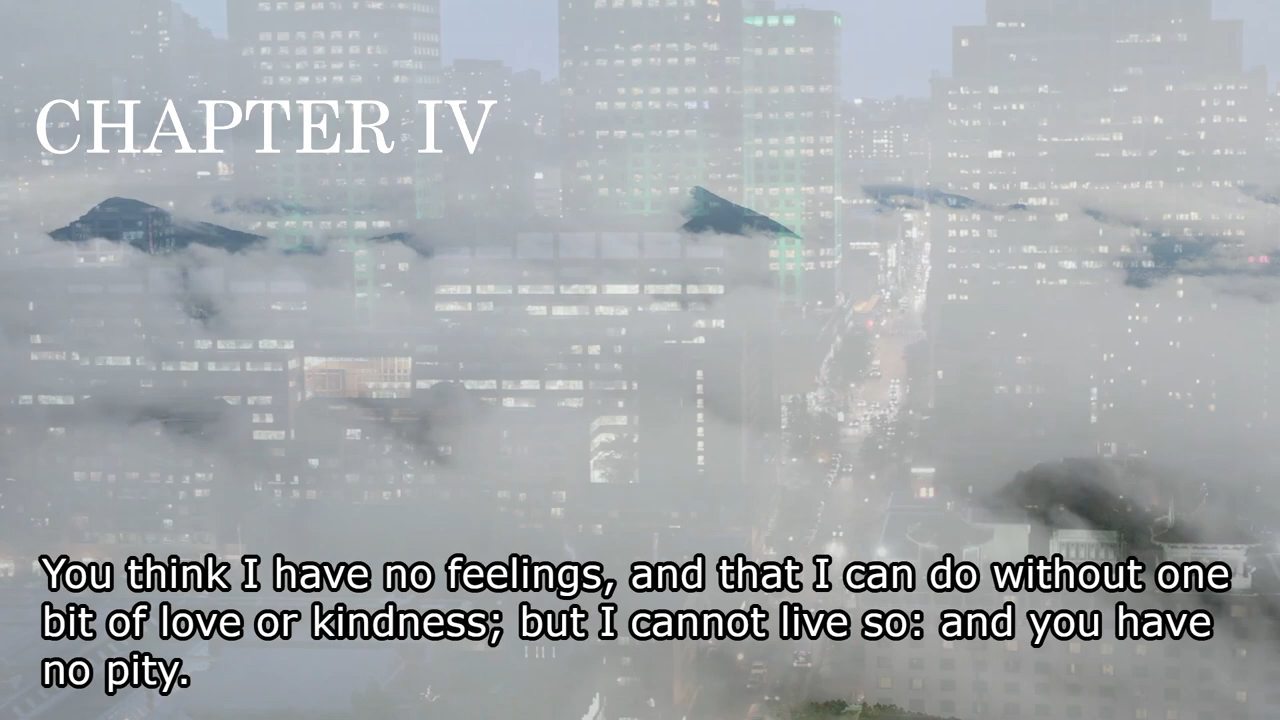 CHAPTER IV
You think I have no feelings, and that I can do without one
bit of love or kindness; but I cannot live so: and you have
no pity.